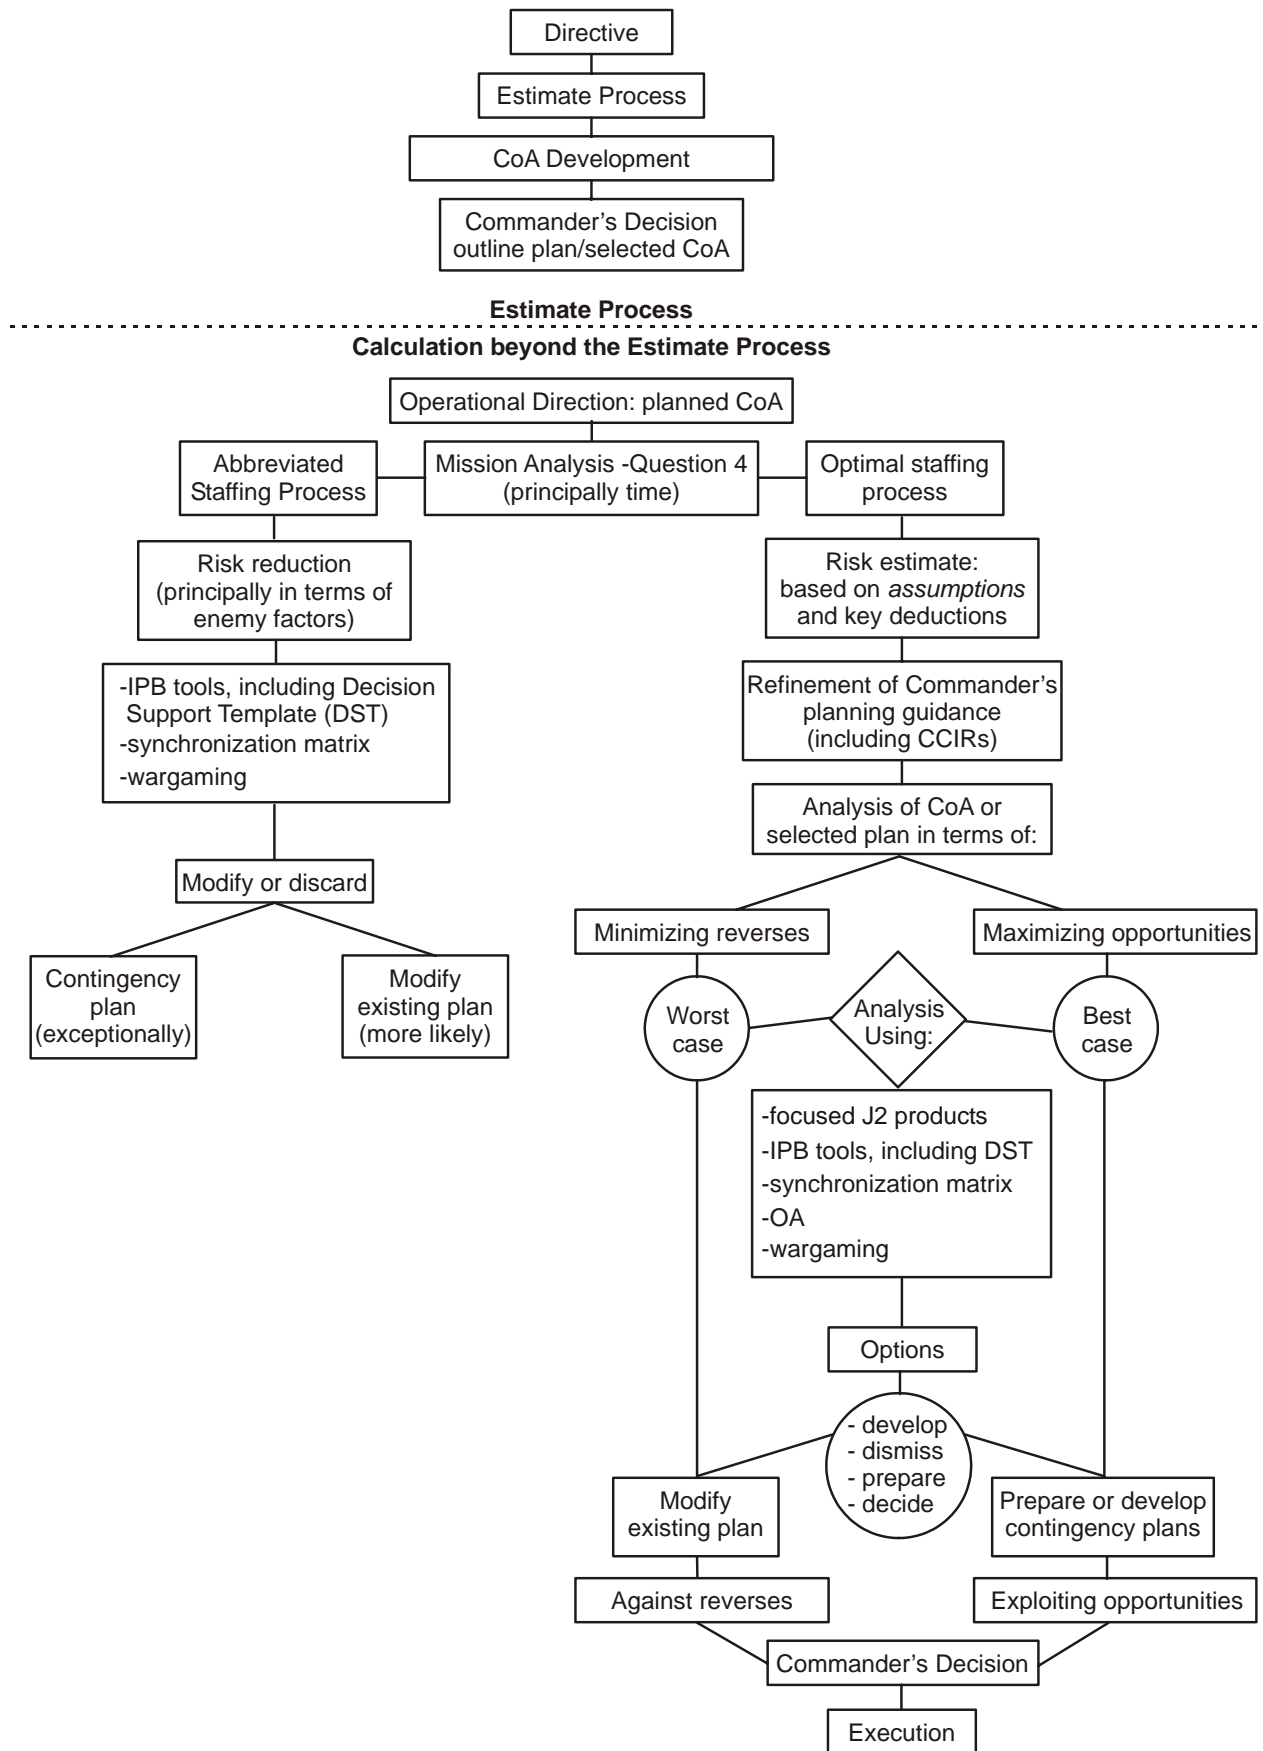 Directive
Estimate Process
CoA Development
Commander's Decision
outline plan/selected CoA
Estimate Process
Calculation beyond the Estimate Process
Operational Direction: planned CoA
Abbreviated
Staffing Process
Mission Analysis -Question 4
(principally time)
Optimal staffing
process
Risk reduction
(principally in terms of
enemy factors)
-IPB tools, including Decision
Support Template (DST)
-synchronization matrix
-wargaming
Modify or discard
Contingency
plan
(exceptionally)
Modify
existing plan
(more likely)
Risk estimate:
based on assumptions
and key deductions
Refinement of Commander's
planning guidance
(including CCIRs)
Analysis of CoA or
selected plan in terms of:
Minimizing reverses
Maximizing opportunities
Worst
case
Analysis
Using:
Best
case
-focused J2 products
-IPB tools, including DST
-synchronization matrix
-OA
-wargaming
Options
- develop
- dismiss
- prepare
- decide
Modify
existing plan
Prepare or develop
contingency plans
Against reverses
Exploiting opportunities
Commander's Decision
Execution